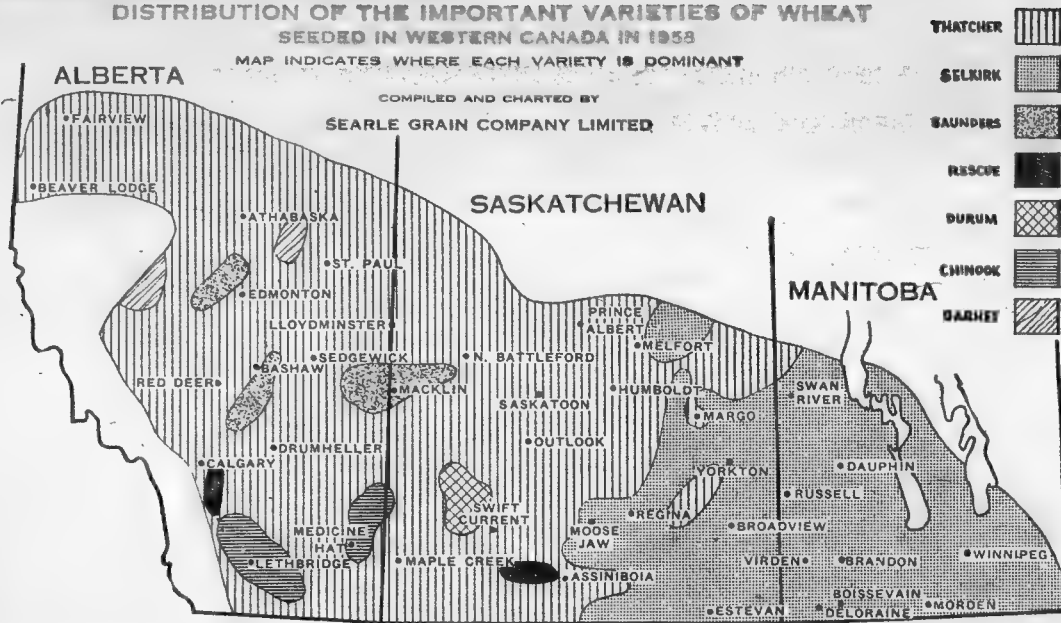 DISTRIBUTION OF THE IMPORTANT VARIETIES OF WHEAT
SEEDED IN WESTERN CANADA IN 1958
MAP INDICATES WHERE EACH VARIETY IS DOMINANT
COMPILED AND CHARTED BY
SEARLE GRAIN COMPANY LIMITED
THATCHER
SELKIRK
SAUNDERS
RESCUE
DURUM
CHINOOK
GARNET
ALBERTA
SASKATCHEWAN
MANITOBA
FAIRVIEW
BEAVER LODGE
ATHABASKA
ST. PAUL
EDMONTON
LLOYDMINSTER
PRINCE
ALBERT
MELFORT
SEDGEWICK
N. BATTLEFORD
BASHAW
RED DEER
MACKLIN
HUMBOLDT
SWAN
RIVER
SASKATOON
MARGO
OUTLOOK
DRUMHELLER
CALGARY
YORKTON
DAUPHIN
RUSSELL
SWIFT
CURRENT
REGINA
MEDICINE
HAT
MOOSE
JAW
BROADVIEW
LETHBRIDGE
MAPLE CREEK
VIRDEN
BRANDON
WINNIPEG
ASSINIBOIA
BOISSEVAIN
ESTEVAN
DELORAINE
MORDEN